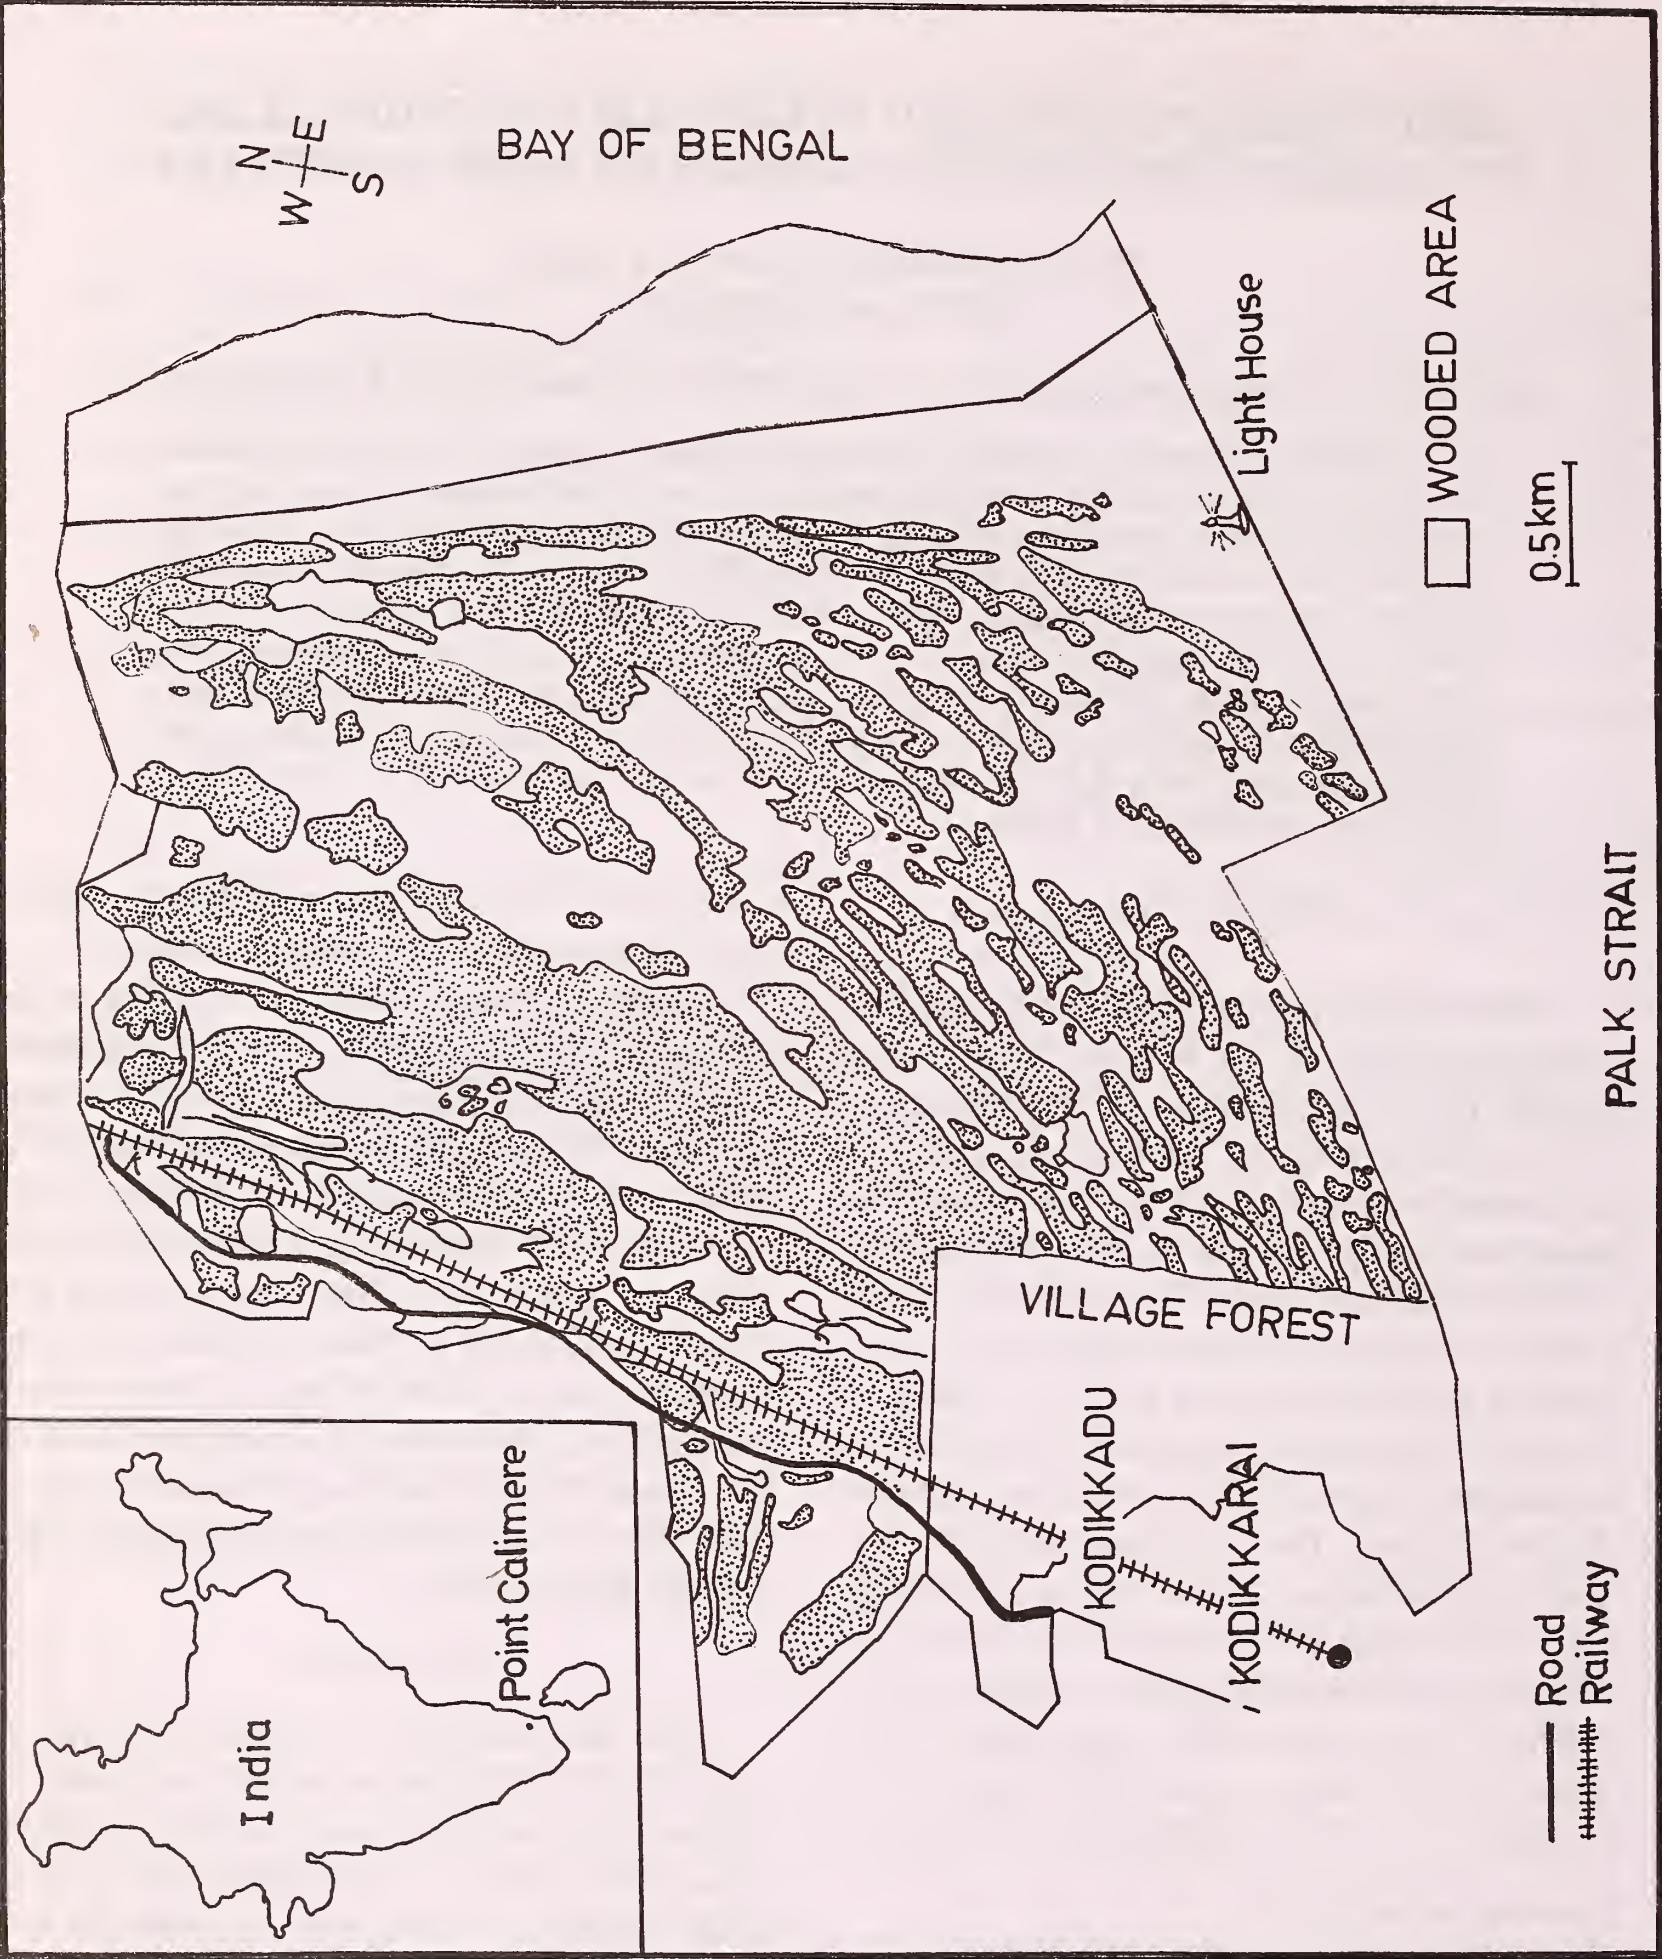 N
W E
S
BAY OF BENGAL
Light House
WOODED AREA
0.5km
PALK STRAIT
VILLAGE FOREST
KODIKKADU
KODIKKARAI
Road
Railway
India
Point Calimere